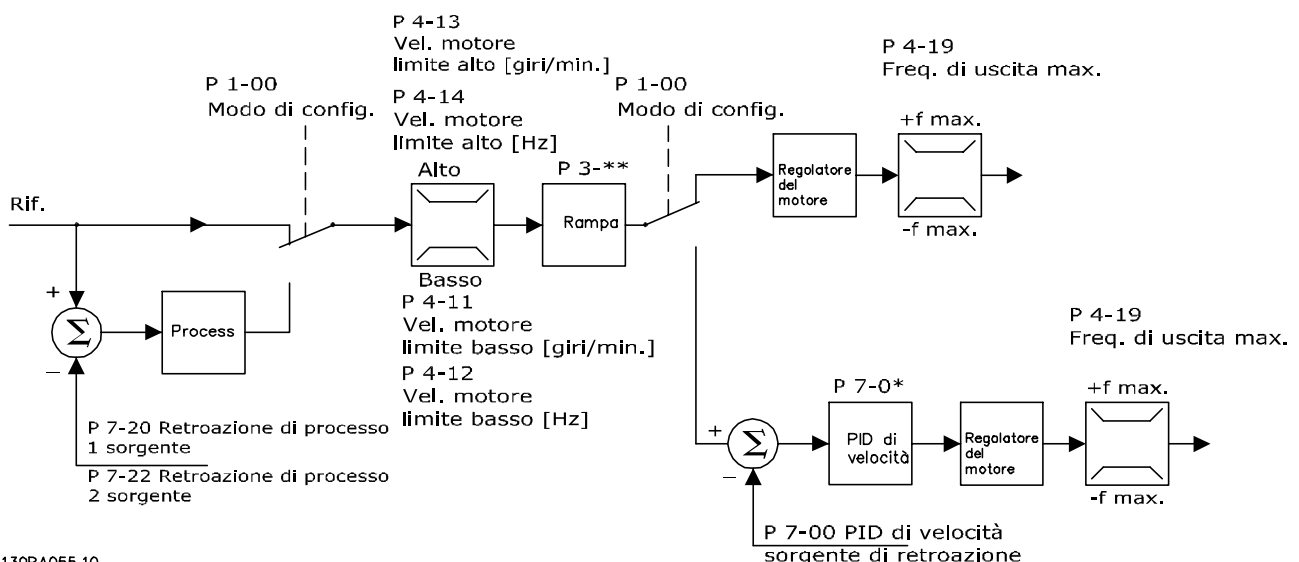 P 4-13
Vel. motore
limite alto [giri/min.]
P 4-14
Vel. motore
limite alto [Hz]
P 1-00
Modo di config.
P 1-00
Modo di config.
P 4-19
Freq. di uscita max.
+f max.
Alto
P 3-**
Rif.
Rampa
Regolatore
del
motore
-f max.
Basso
P 4-11
Vel. motore
limite basso [giri/min.]
P 4-12
Vel. motore
limite basso [Hz]
+
Σ
Process
−
P 7-20 Retroazione di processo
1 sorgente
P 7-22 Retroazione di processo
2 sorgente
P 4-19
Freq. di uscita max.
P 7-0*
+f max.
+
Σ
−
PID di
velocità
Regolatore
del
motore
-f max.
P 7-00 PID di velocità
sorgente di retroazione
130BA055.10